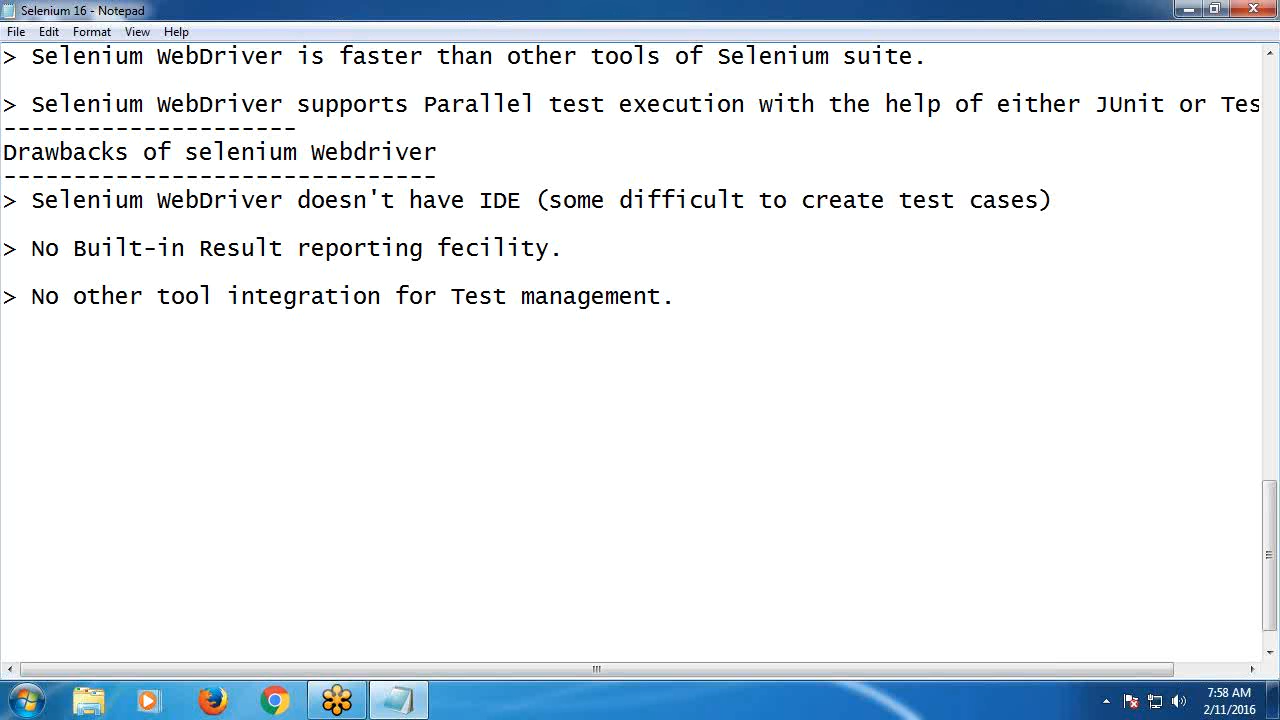 Selenium 16 - Notepad
File Edit Format View Help
> Selenium WebDriver is faster than other tools of Selenium suite.
> Selenium WebDriver supports Parallel test execution with the help of either JUnit or Tes
---------------------
Drawbacks of selenium Webdriver
-------------------------------
> Selenium WebDriver doesn't have IDE (some difficult to create test cases)
> No Built-in Result reporting fecility.
> No other tool integration for Test management.
7:58 AM
2/11/2016